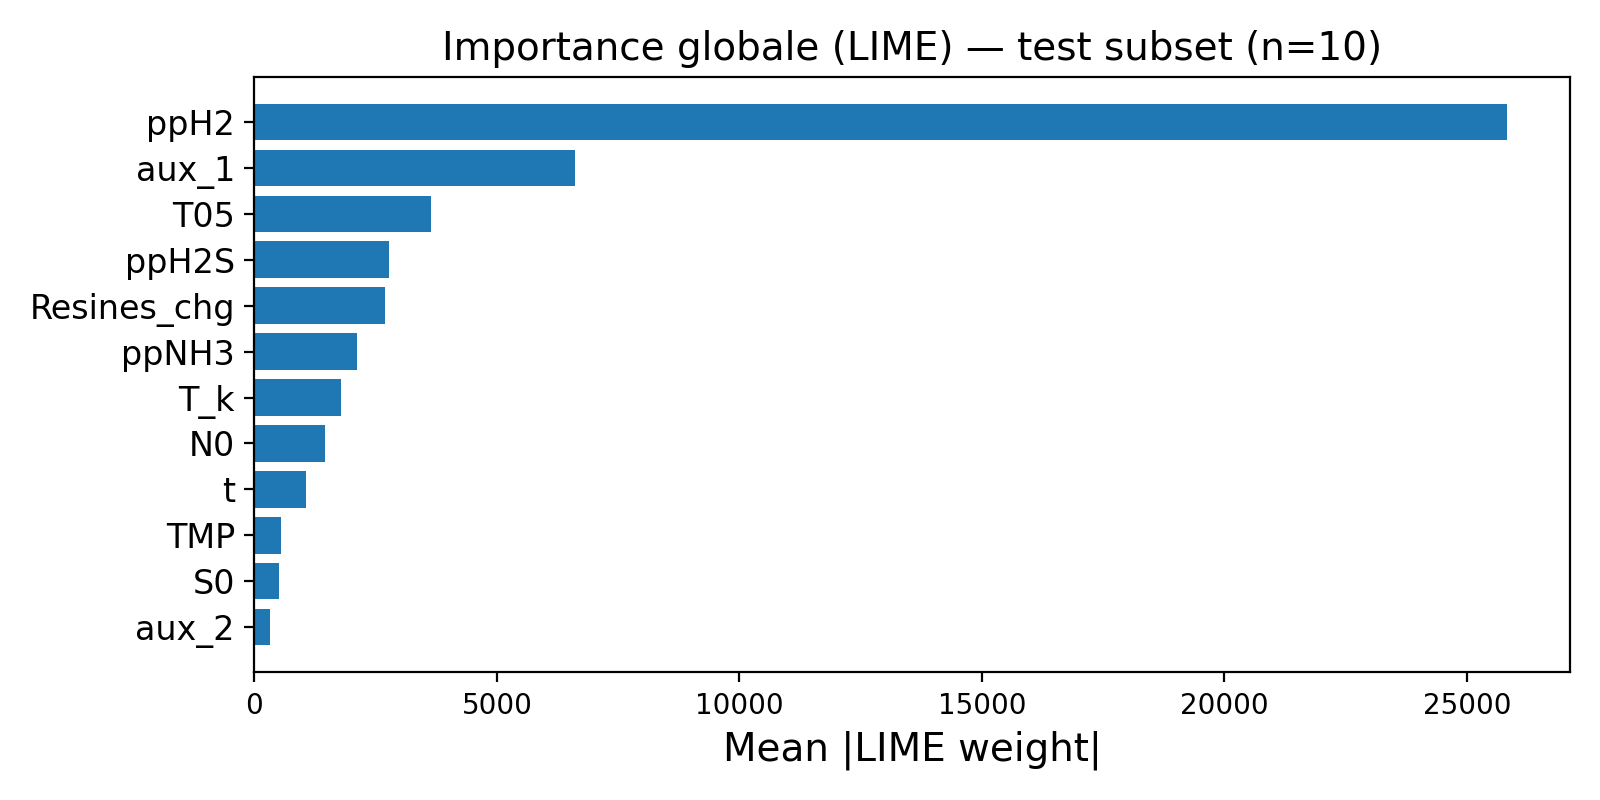 Importance globale (LIME) — test subset (n=10)
ppH2
aux_1
T05
ppH2S
Resines_chg
ppNH3
T_k
N0
t
TMP
S0
aux_2
0 5000 10000 15000 20000 25000
Mean |LIME weight|